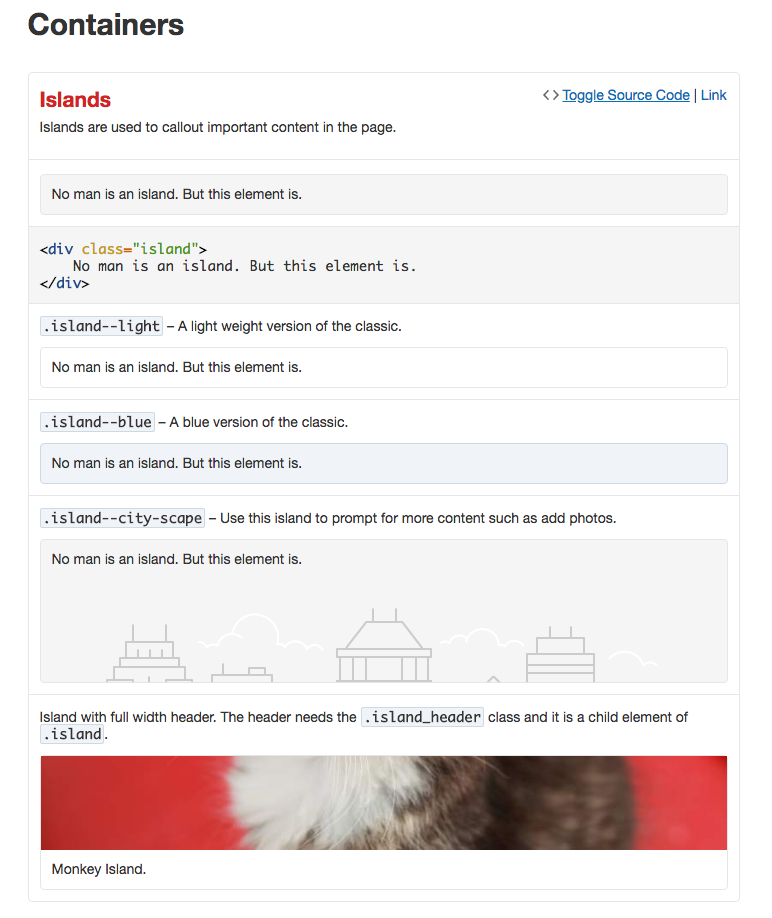 Containers
Islands
<> Toggle Source Code | Link
Islands are used to callout important content in the page.
No man is an island. But this element is.
<div class="island">
    No man is an island. But this element is.
</div>
.island--light – A light weight version of the classic.
No man is an island. But this element is.
.island--blue – A blue version of the classic.
No man is an island. But this element is.
.island--city-scape – Use this island to prompt for more content such as add photos.
No man is an island. But this element is.
Island with full width header. The header needs the .island_header class and it is a child element of
.island.
Monkey Island.